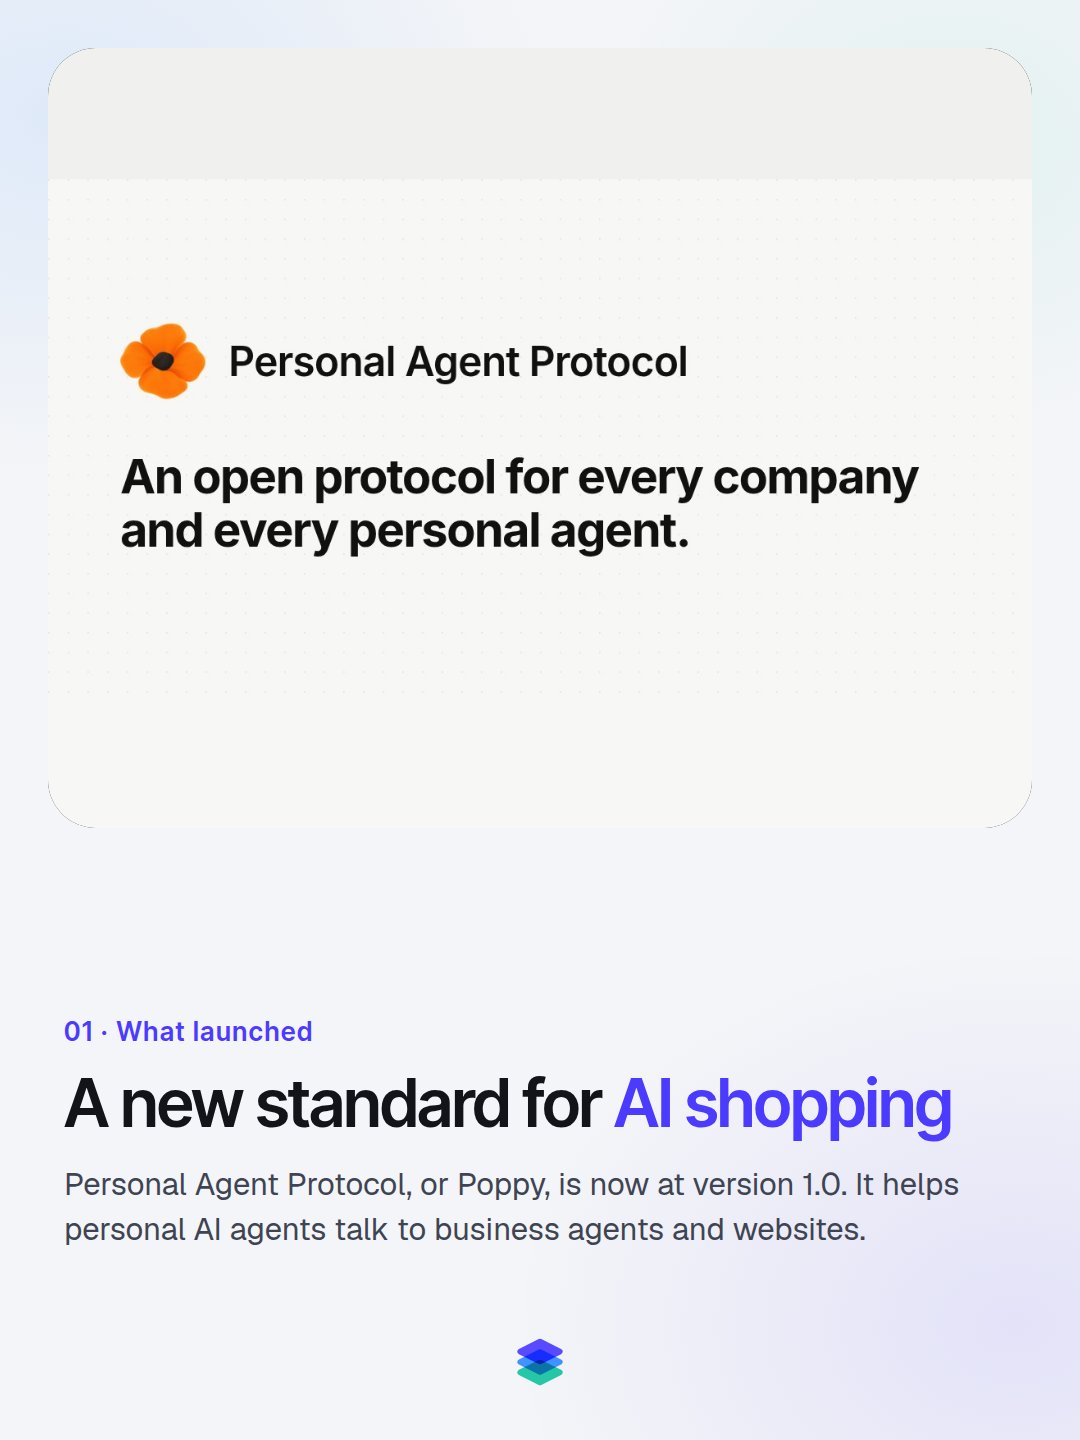 Personal Agent Protocol
An open protocol for every company
and every personal agent.
01 · What launched
A new standard for AI shopping
Personal Agent Protocol, or Poppy, is now at version 1.0. It helps
personal AI agents talk to business agents and websites.